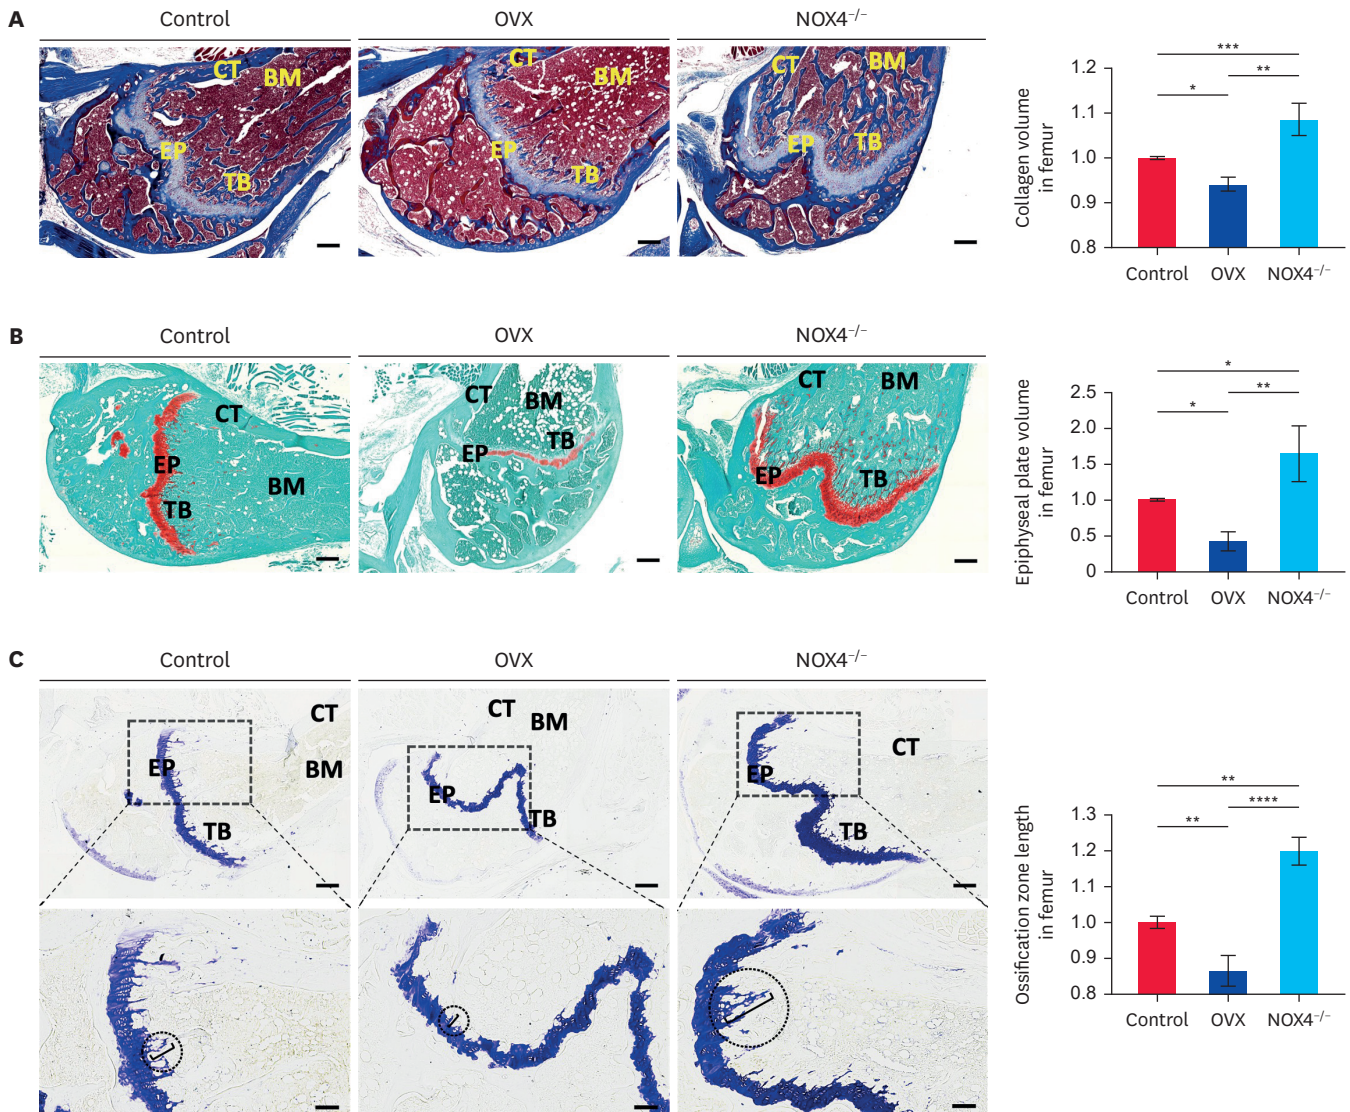 A
Control
OVX
NOX4⁻/⁻
CT
BM
EP
TB
CT
BM
EP
TB
CT
BM
EP
TB
Collagen volume
in femur
1.2
1.1
1.0
0.9
0.8
***
**
*
Control
OVX
NOX4⁻/⁻
B
Control
OVX
NOX4⁻/⁻
CT
EP
BM
TB
CT
BM
TB
EP
CT
BM
EP
TB
Epiphyseal plate volume
in femur
2.5
2.0
1.5
1.0
0.5
0
*
**
*
Control
OVX
NOX4⁻/⁻
C
Control
OVX
NOX4⁻/⁻
CT
EP
BM
TB
CT
BM
EP
TB
CT
EP
TB
Ossification zone length
in femur
1.3
1.2
1.0
0.9
0.8
**
****
**
Control
OVX
NOX4⁻/⁻